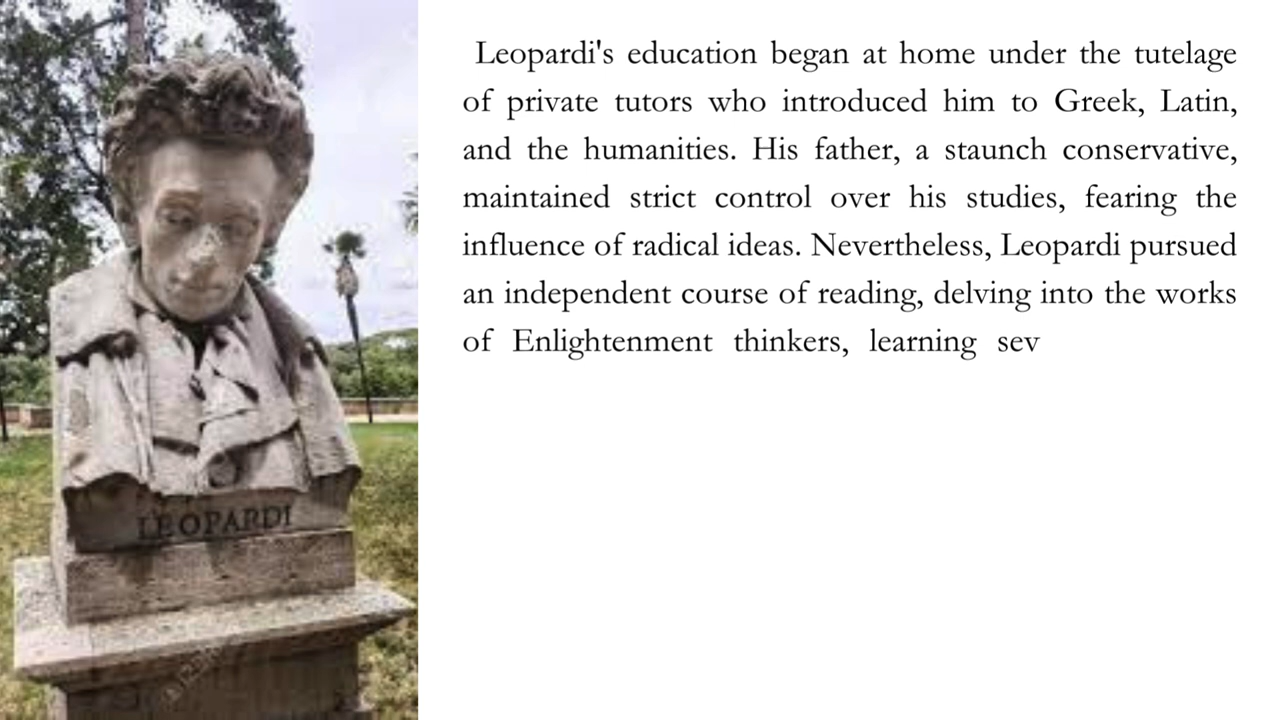 Leopardi's education began at home under the tutelage
of private tutors who introduced him to Greek, Latin,
and the humanities. His father, a staunch conservative,
maintained strict control over his studies, fearing the
influence of radical ideas. Nevertheless, Leopardi pursued
an independent course of reading, delving into the works
of Enlightenment thinkers, learning sev
LEOPARDI